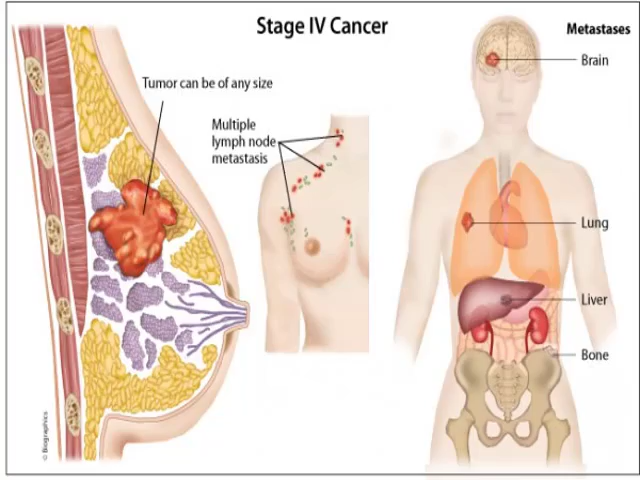 Stage IV Cancer
Metastases
Brain
Tumor can be of any size
Multiple
lymph node
metastasis
Lung
Liver
Bone
© Biographics